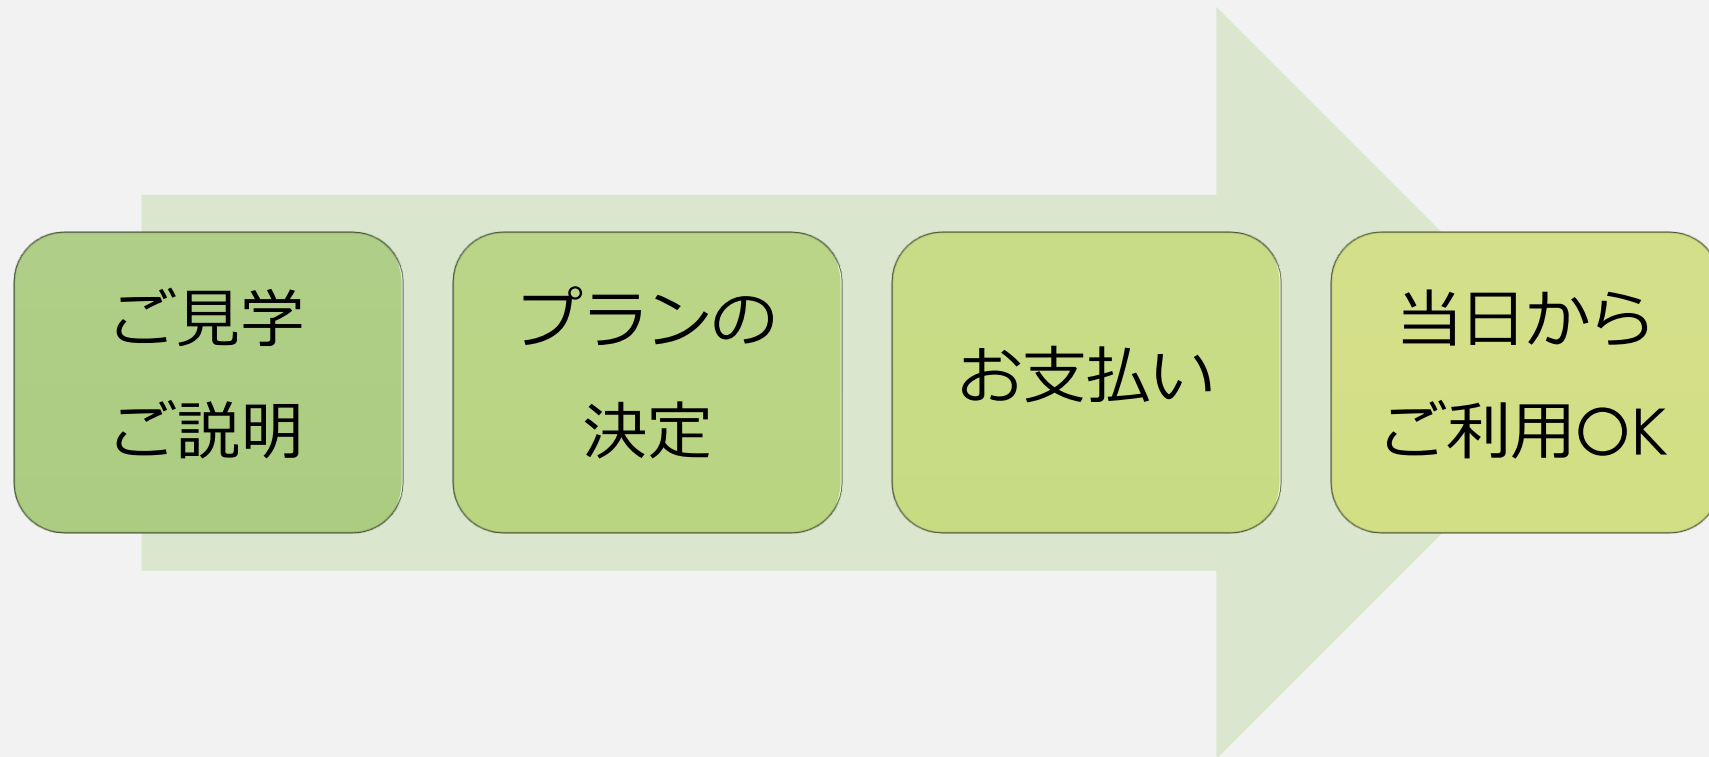 ご見学
ご説明
プランの
決定
お支払い
当日から
ご利用OK